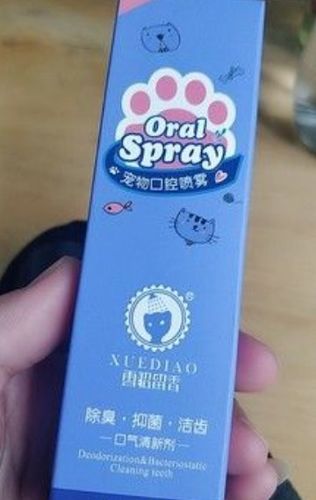 Oral
Spray
宠物口腔喷雾
®
XUEDIAO
雪貂留香
除臭·抑菌·洁齿
口气清新剂
Deodorization&Bacteriostatic
Cleaning teeth